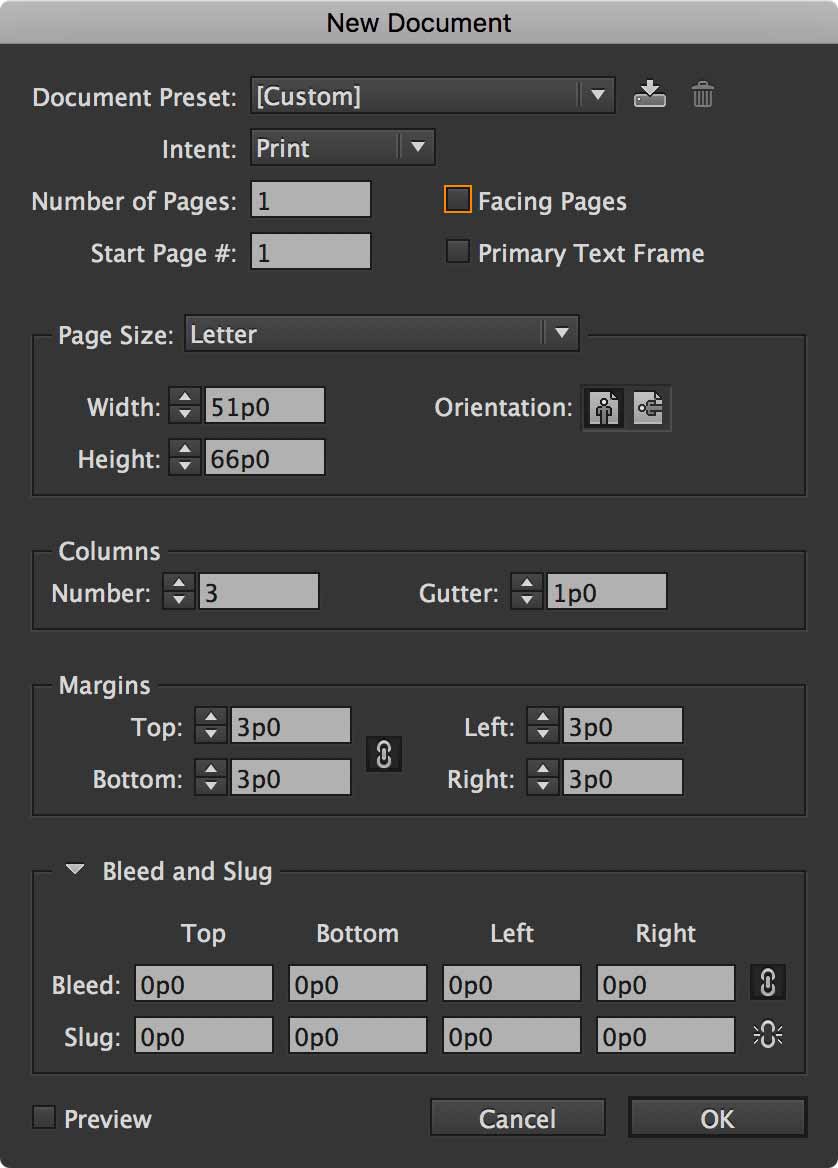 New Document
Document Preset: [Custom]
Intent: Print
Number of Pages: 1 Facing Pages
Start Page #: 1 Primary Text Frame
Page Size: Letter
Width: 51p0 Orientation:
Height: 66p0
Columns
Number: 3 Gutter: 1p0
Margins
Top: 3p0 Left: 3p0
Bottom: 3p0 Right: 3p0
Bleed and Slug
Top Bottom Left Right
Bleed: 0p0 0p0 0p0 0p0
Slug: 0p0 0p0 0p0 0p0
Preview Cancel OK